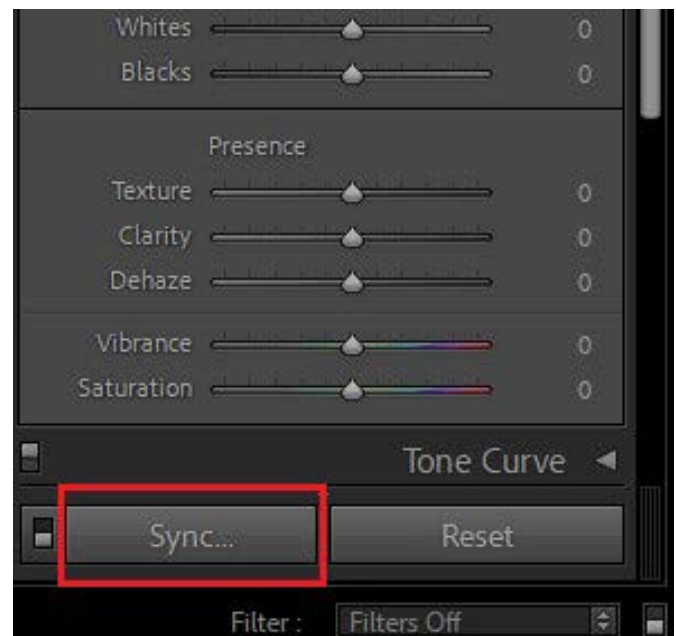 Whites 0
Blacks 0
Presence
Texture 0
Clarity 0
Dehaze 0
Vibrance 0
Saturation 0
Tone Curve
Sync... Reset
Filter : Filters Off